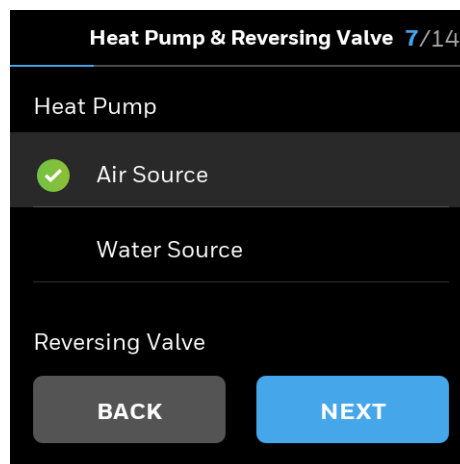 Heat Pump & Reversing Valve 7/14
Heat Pump
Air Source
Water Source
Reversing Valve
BACK NEXT